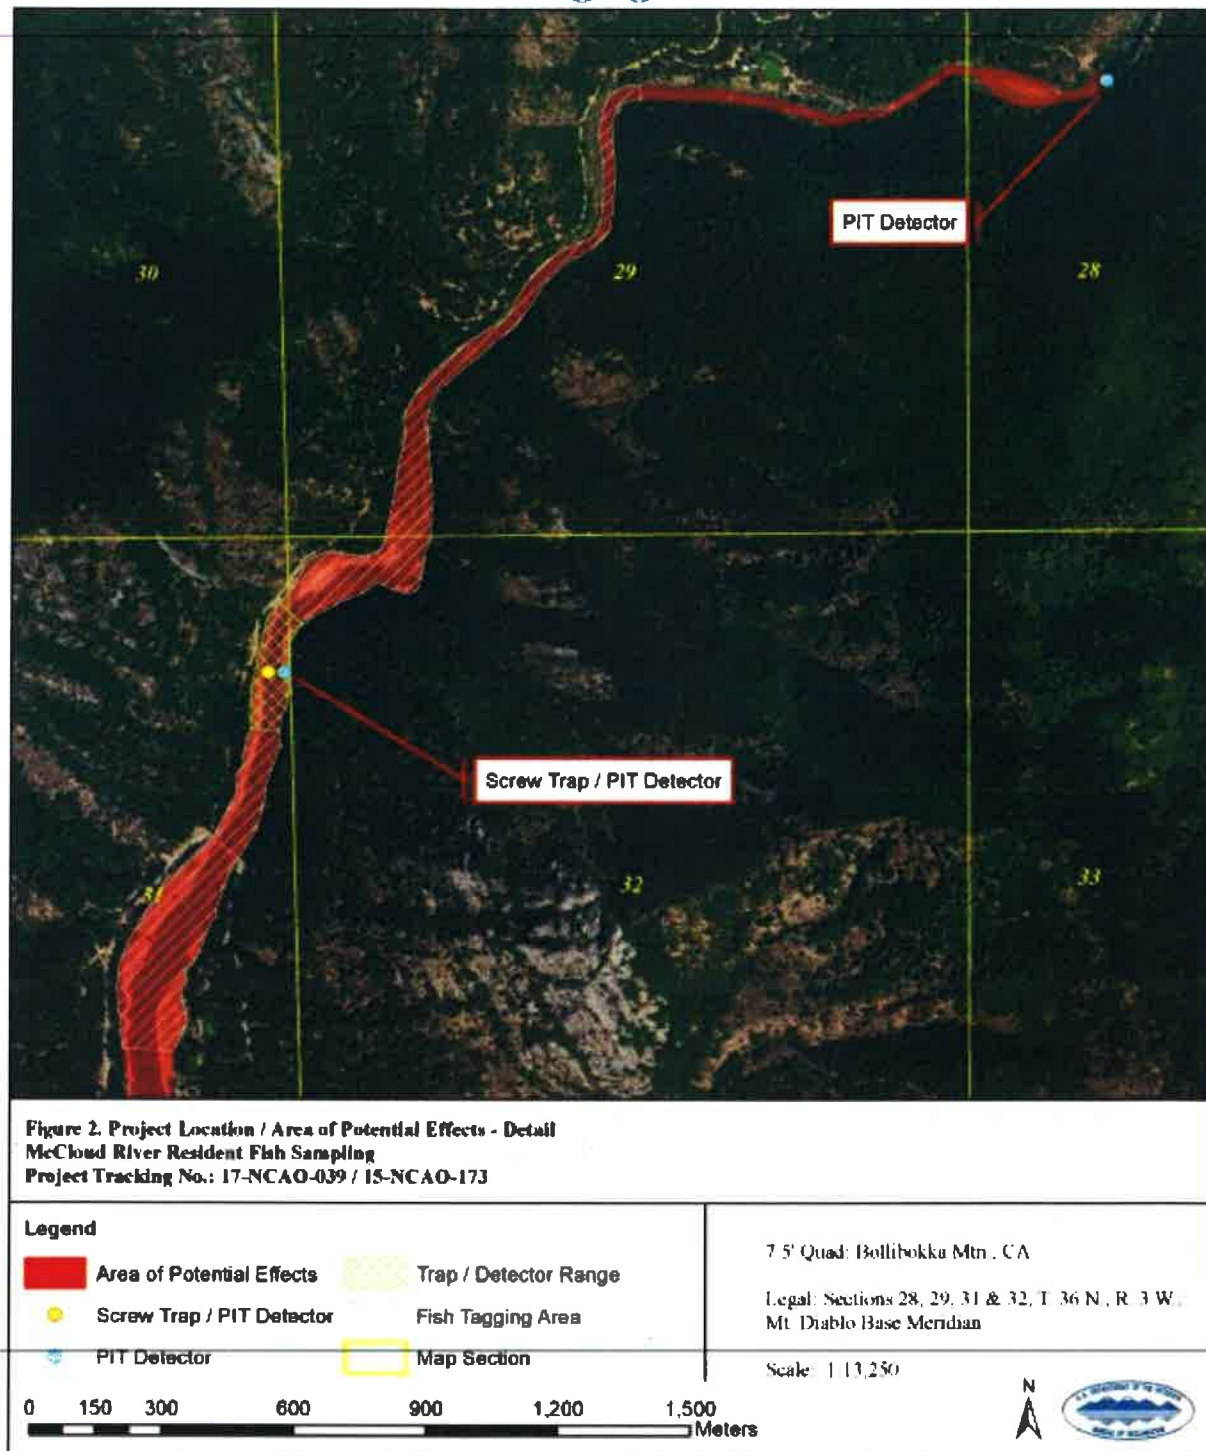 PIT Detector
30
29
28
Screw Trap / PIT Detector
31
32
33
Figure 2. Project Location / Area of Potential Effects - Detail
McCloud River Resident Fish Sampling
Project Tracking No.: 17-NCAO-039 / 15-NCAO-173
Legend
Area of Potential Effects
Trap / Detector Range
Screw Trap / PIT Detector
Fish Tagging Area
PIT Detector
Map Section
7.5' Quad: Bollibokka Mtn., CA
Legal: Sections 28, 29, 31 & 32, T. 36 N., R. 3 W.,
Mt. Diablo Base Meridian
Scale: 1:13,250
0 150 300 600 900 1,200 1,500
Meters
N